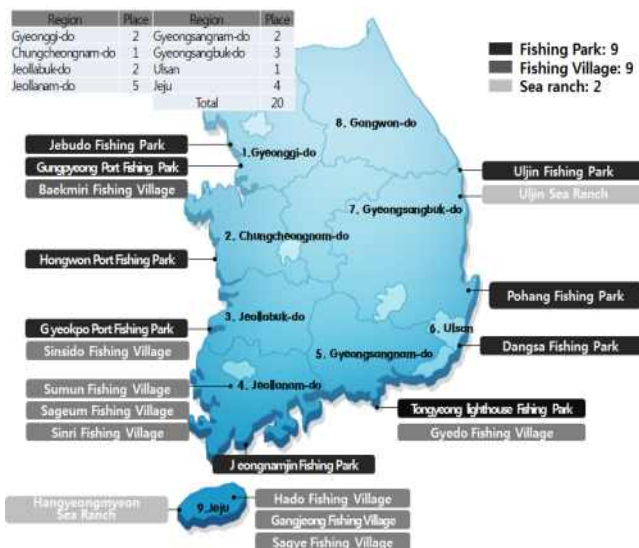 Region Place Region Place
Gyeonggi-do 2 Gyeongsangnam-do 2
Chungcheongnam-do 1 Gyeongsangbuk-do 3
Jeollabuk-do 2 Ulsan 1
Jeollanam-do 5 Jeju 4
Total 20
Fishing Park: 9
Fishing Village: 9
Sea ranch: 2
8. Gangwon-do
Jebudo Fishing Park
1.Gyeonggi-do
Gungpyeong Port Fishing Park
Uljin Fishing Park
Baekmiri Fishing Village
Uljin Sea Ranch
7. Gyeongsangbuk-do
2. Chungcheongnam-do
Hongwon Port Fishing Park
Pohang Fishing Park
3. Jeollabuk-do
Gyeokpo Port Fishing Park
6. Ulsan
Dangsa Fishing Park
Sinsido Fishing Village
5. Gyeongsangnam-do
Sumun Fishing Village
4. Jeollanam-do
Sageum Fishing Village
Tongyeong lighthouse Fishing Park
Sinri Fishing Village
Gyedo Fishing Village
Jeongnamjin Fishing Park
Hangyeongmyeon
Sea Ranch
9.Jeju
Hado Fishing Village
Gangjeong Fishing Village
Sagye Fishing Village